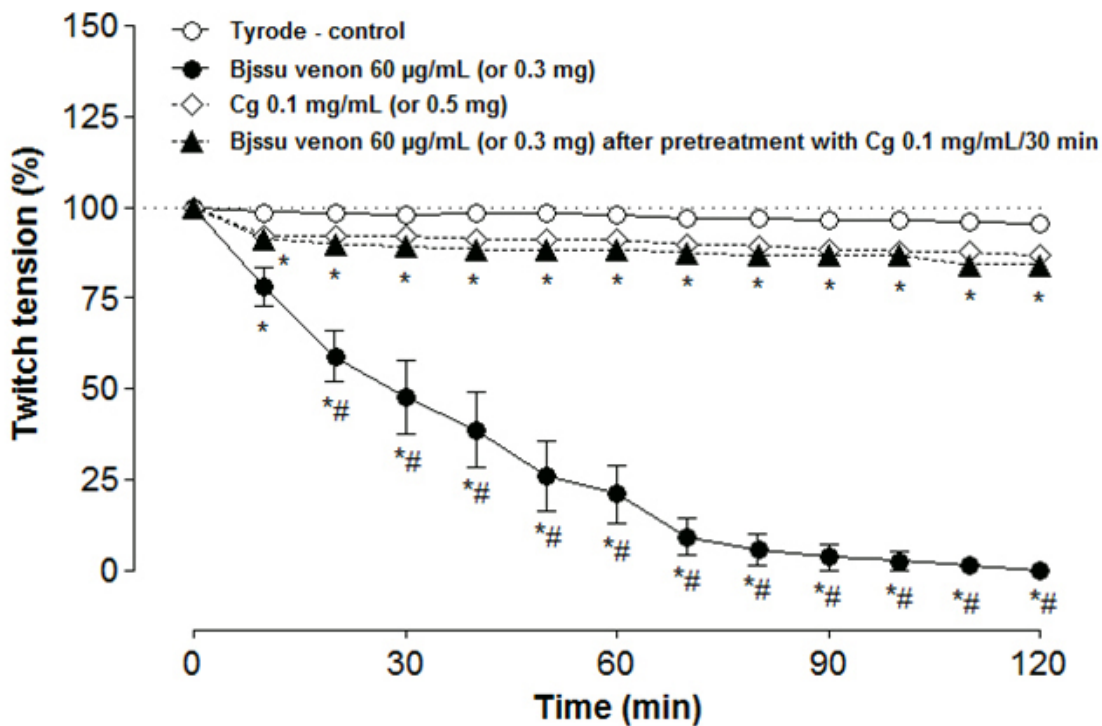 150
Tyrode - control
Bjssu venon 60 µg/mL (or 0.3 mg)
Cg 0.1 mg/mL (or 0.5 mg)
Bjssu venon 60 µg/mL (or 0.3 mg) after pretreatment with Cg 0.1 mg/mL/30 min
125
100
75
50
25
0
Twitch tension (%)
* * * * * * * * * * * *
*
*#
*#
*#
*#
*#
*#
*#
*#
*#
*#
*#
0 30 60 90 120
Time (min)